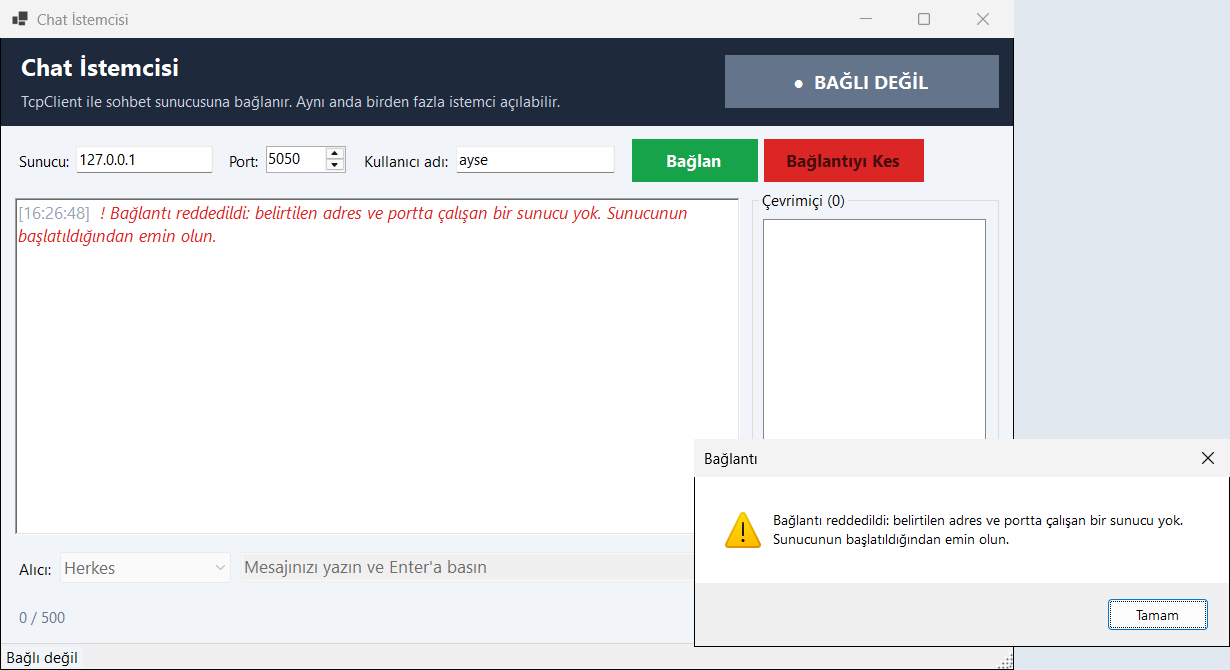 Chat İstemcisi
Chat İstemcisi
TcpClient ile sohbet sunucusuna bağlanır. Aynı anda birden fazla istemci açılabilir.
● BAĞLI DEĞİL
Sunucu: 127.0.0.1 Port: 5050 Kullanıcı adı: ayse Bağlan Bağlantıyı Kes
[16:26:48] ! Bağlantı reddedildi: belirtilen adres ve portta çalışan bir sunucu yok. Sunucunun
başlatıldığından emin olun.
Çevrimiçi (0)
Bağlantı
Bağlantı reddedildi: belirtilen adres ve portta çalışan bir sunucu yok.
Sunucunun başlatıldığından emin olun.
Tamam
Alıcı: Herkes Mesajınızı yazın ve Enter'a basın
0 / 500
Bağlı değil